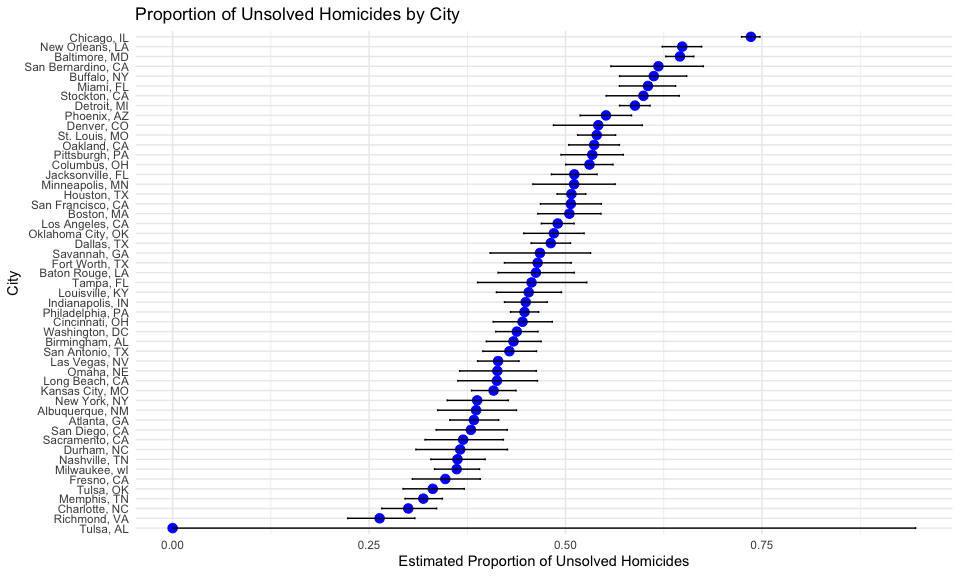 Proportion of Unsolved Homicides by City
City
Chicago, IL
New Orleans, LA
Baltimore, MD
San Bernardino, CA
Buffalo, NY
Miami, FL
Stockton, CA
Detroit, MI
Phoenix, AZ
Denver, CO
St. Louis, MO
Oakland, CA
Pittsburgh, PA
Columbus, OH
Jacksonville, FL
Minneapolis, MN
Houston, TX
San Francisco, CA
Boston, MA
Los Angeles, CA
Oklahoma City, OK
Dallas, TX
Savannah, GA
Fort Worth, TX
Baton Rouge, LA
Tampa, FL
Louisville, KY
Indianapolis, IN
Philadelphia, PA
Cincinnati, OH
Washington, DC
Birmingham, AL
San Antonio, TX
Las Vegas, NV
Omaha, NE
Long Beach, CA
Kansas City, MO
New York, NY
Albuquerque, NM
Atlanta, GA
San Diego, CA
Sacramento, CA
Durham, NC
Nashville, TN
Milwaukee, wI
Fresno, CA
Tulsa, OK
Memphis, TN
Charlotte, NC
Richmond, VA
Tulsa, AL
0.00 0.25 0.50 0.75
Estimated Proportion of Unsolved Homicides